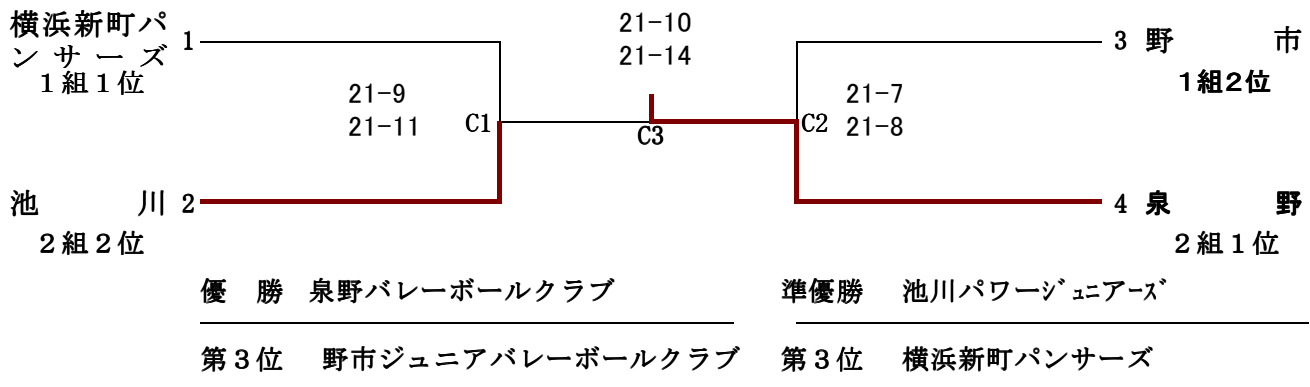 横浜新町パンサーズ 1
1組1位
池川 2
2組2位
21-9
21-11
C1
21-10
21-14
C3
21-7
21-8
C2
3 野市
1組2位
4 泉野
2組1位
優 勝 泉野バレーボールクラブ
準優勝 池川パワージュニアーズ
第3位 野市ジュニアバレーボールクラブ
第3位 横浜新町パンサーズ